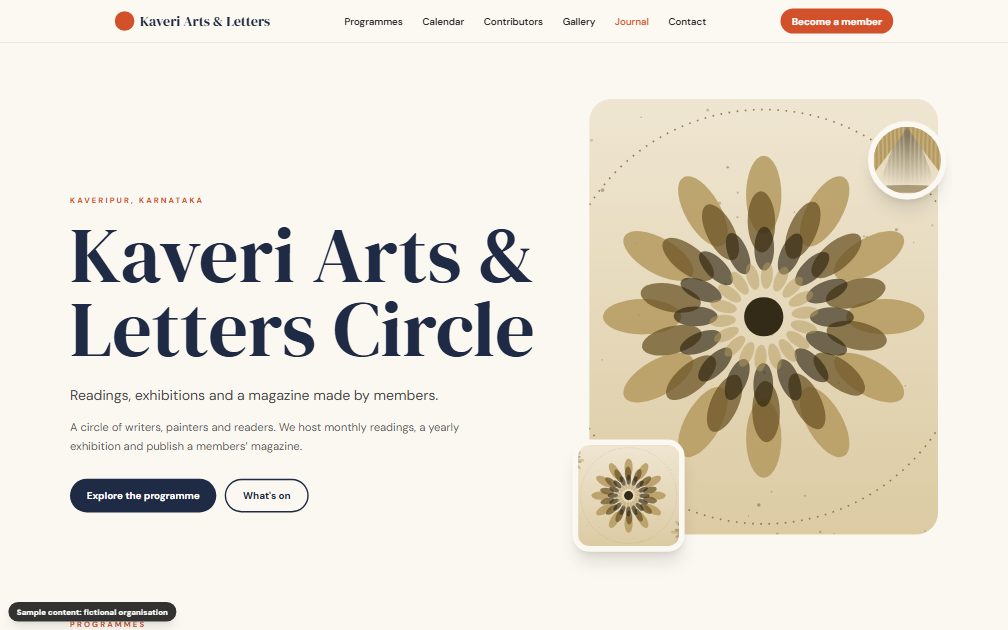 Kaveri Arts & Letters
Programmes Calendar Contributors Gallery Journal Contact
Become a member
KAVERIPUR, KARNATAKA
Kaveri Arts &
Letters Circle
Readings, exhibitions and a magazine made by members.
A circle of writers, painters and readers. We host monthly readings, a yearly
exhibition and publish a members' magazine.
Explore the programme What's on
Sample content: fictional organisation
PROGRAMMES